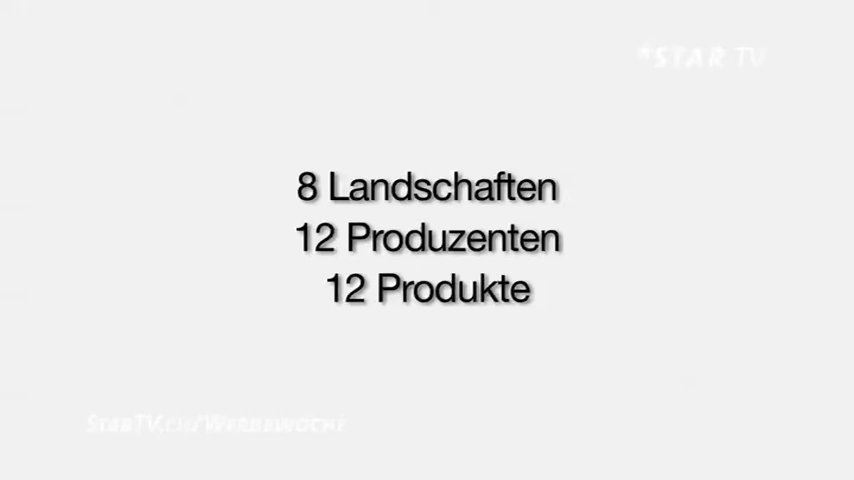 *STAR TV
8 Landschaften
12 Produzenten
12 Produkte
StarTV.ch/Werbewoche